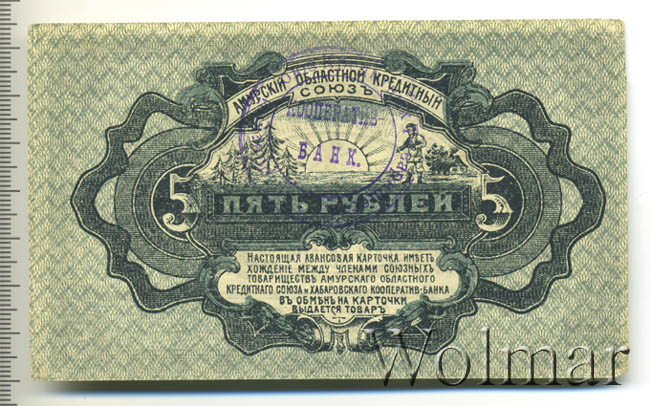 АМУРСКІЙ ОБЛАСТНОЙ КРЕДИТНЫЙ
СОЮЗЪ
КООПЕРАТИВ
БАНК.
5 ПЯТЬ РУБЛЕЙ 5
НАСТОЯЩАЯ АВАНСОВАЯ КАРТОЧКА ИМѢЕТЪ
ХОЖДЕНІЕ МЕЖДУ ЧЛЕНАМИ СОЮЗНЫХЪ
ТОВАРИЩЕСТВЪ АМУРСКАГО ОБЛАСТНОГО
КРЕДИТНАГО СОЮЗА И ХАБАРОВСКАГО КООПЕРАТИВ-БАНКА
ВЪ ОБМѢНЪ НА КАРТОЧКИ
ВЫДАЕТСЯ ТОВАРЪ
Wolmar